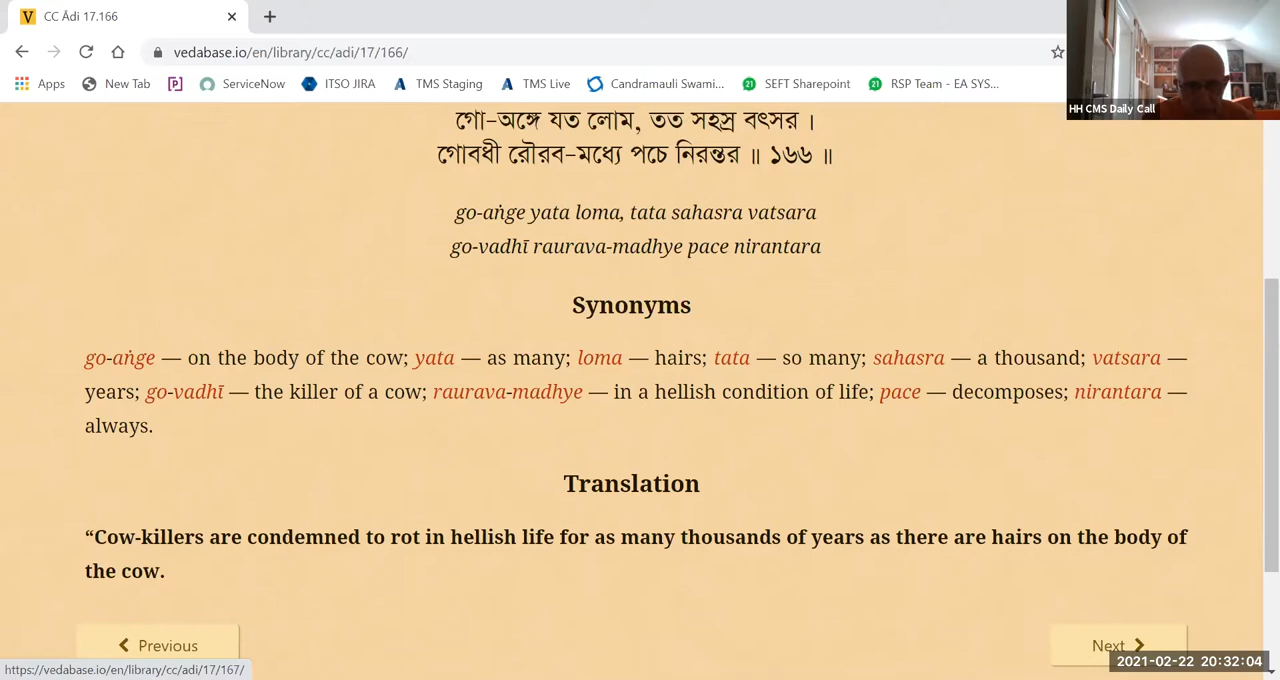 CC Ādi 17.166
vedabase.io/en/library/cc/adi/17/166/
Apps New Tab ServiceNow ITSO JIRA TMS Staging TMS Live Candramauli Swami... SEFT Sharepoint RSP Team - EA SYS...
HH CMS Daily Call
গো-অঙ্গে যত লোম, তত সহস্র বৎসর ।
গোবধী রৌরব-মধ্যে পচে নিরন্তর ॥ ১৬৬ ॥
go-aṅge yata loma, tata sahasra vatsara
go-vadhī raurava-madhye pace nirantara
Synonyms
go-aṅge — on the body of the cow; yata — as many; loma — hairs; tata — so many; sahasra — a thousand; vatsara —
years; go-vadhī — the killer of a cow; raurava-madhye — in a hellish condition of life; pace — decomposes; nirantara —
always.
Translation
“Cow-killers are condemned to rot in hellish life for as many thousands of years as there are hairs on the body of
the cow.
Previous Next
https://vedabase.io/en/library/cc/adi/17/167/
2021-02-22 20:32:04